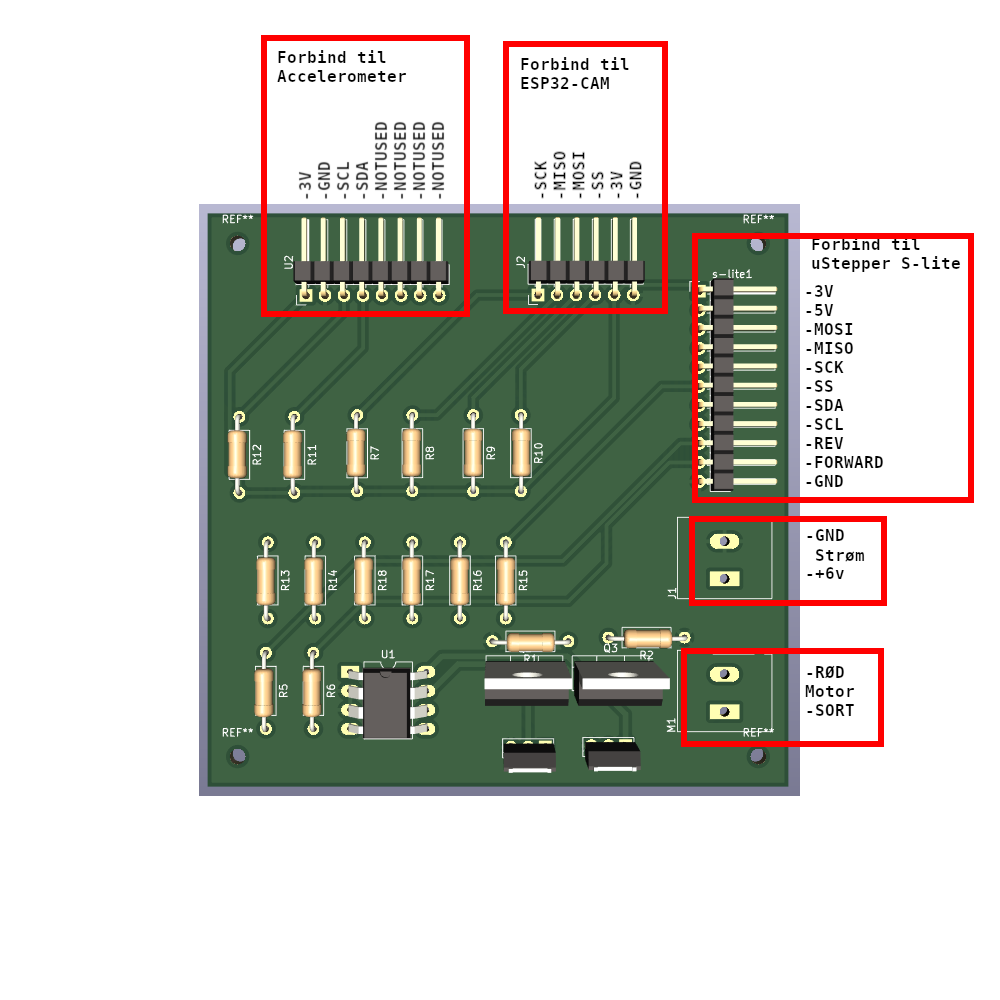 Forbind til
Accelerometer
-3V
-GND
-SCL
-SDA
-NOTUSED
-NOTUSED
-NOTUSED
-NOTUSED
Forbind til
ESP32-CAM
-SCK
-MISO
-MOSI
-SS
-3V
-GND
REF**
REF**
U2
J2
Forbind til
uStepper S-lite
s-lite1
-3V
-5V
-MOSI
-MISO
-SCK
-SS
-SDA
-SCL
-REV
-FORWARD
-GND
R12
R11
R7
R8
R9
R10
-GND
Strøm
-+6v
J1
R13
R14
R18
R17
R16
R15
R1
Q3
R2
U1
R5
R6
-RØD
Motor
-SORT
M1
REF**
REF**